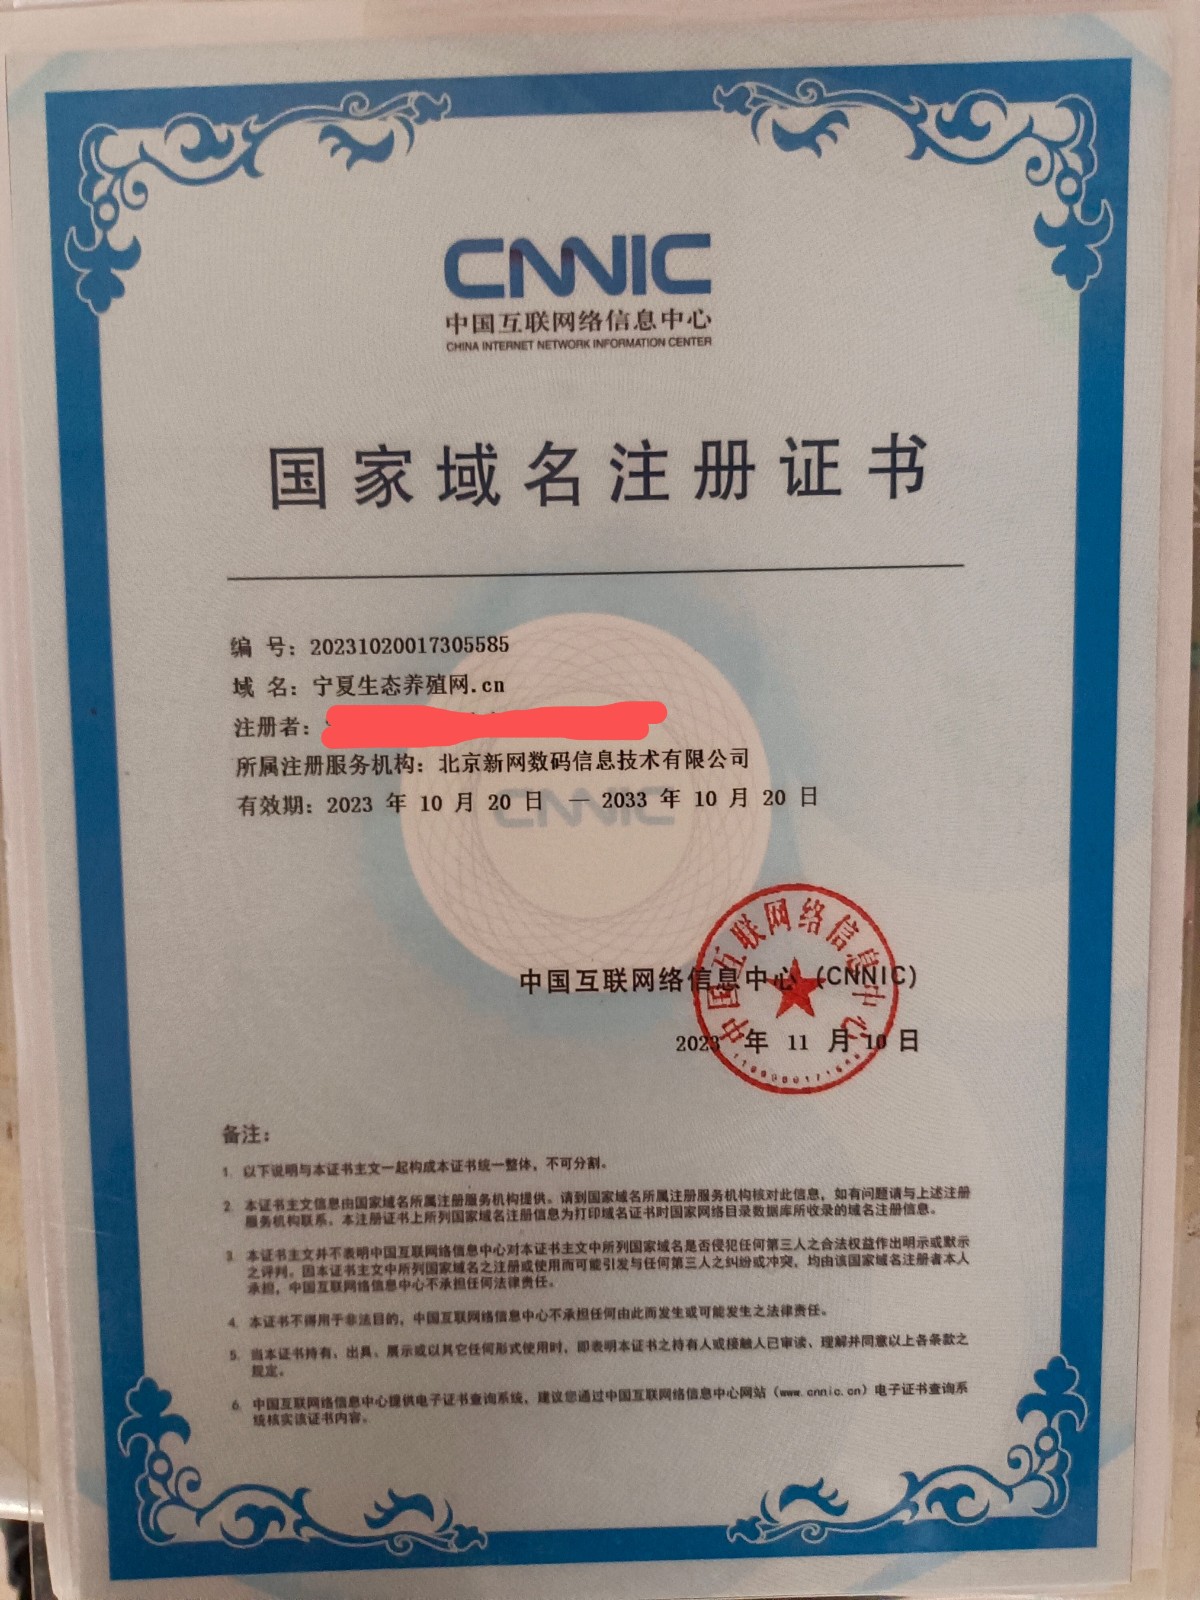 CNNIC
中国互联网络信息中心
CHINA INTERNET NETWORK INFORMATION CENTER
国家域名注册证书
编 号：20231020017305585
域 名：宁夏生态养殖网.cn
注册者：
所属注册服务机构：北京新网数码信息技术有限公司
有效期：2023 年 10 月 20 日 — 2033 年 10 月 20 日
CNNIC
中国互联网络信息中心（CNNIC）
2023 年 11 月 10 日
中国互联网络信息中心
备注：
1. 以下说明与本证书主文一起构成本证书统一整体，不可分割。
2. 本证书主文信息由国家域名所属注册服务机构提供。请到国家域名所属注册服务机构核对此信息，如有问题请与上述注册
服务机构联系。本注册证书上所列国家域名注册信息为打印域名证书时国家网络目录数据库所收录的域名注册信息。
3. 本证书主文并不表明中国互联网络信息中心对本证书主文中所列国家域名是否侵犯任何第三人之合法权益作出明示或默示
之评判。因本证书主文中所列国家域名之注册或使用而可能引发与任何第三人之纠纷或冲突，均由该国家域名注册者本人
承担，中国互联网络信息中心不承担任何法律责任。
4. 本证书不得用于非法目的，中国互联网络信息中心不承担任何由此而发生或可能发生之法律责任。
5. 当本证书持有、出具、展示或以其它任何形式使用时，即表明本证书之持有人或接触人已审读、理解并同意以上各条款之
规定。
6. 中国互联网络信息中心提供电子证书查询系统，建议您通过中国互联网络信息中心网站（www.cnnic.cn）电子证书查询系
统核实该证书内容。